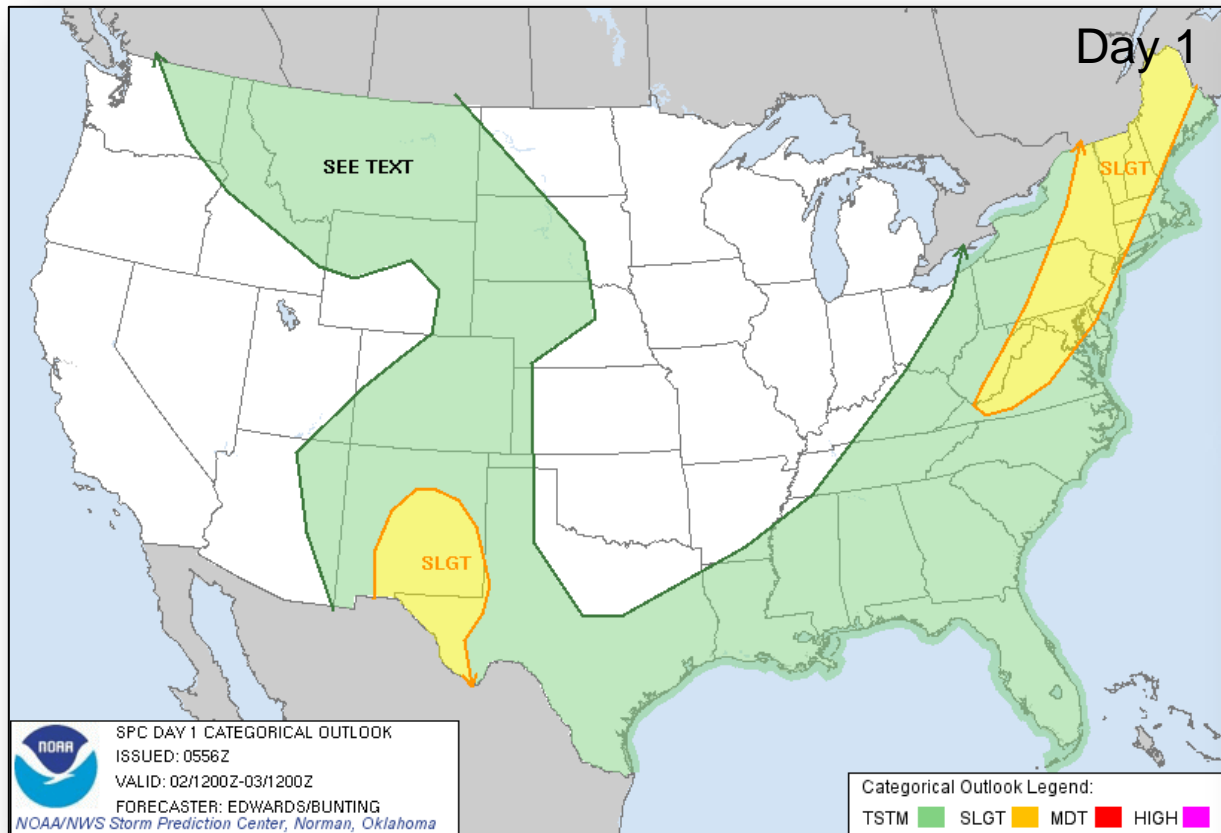 Day 1
SEE TEXT
SLGT
SLGT
SPC DAY 1 CATEGORICAL OUTLOOK
ISSUED: 0556Z
VALID: 02/1200Z-03/1200Z
FORECASTER: EDWARDS/BUNTING
NOAA/NWS Storm Prediction Center, Norman, Oklahoma
noaa
Categorical Outlook Legend:
TSTM SLGT MDT HIGH